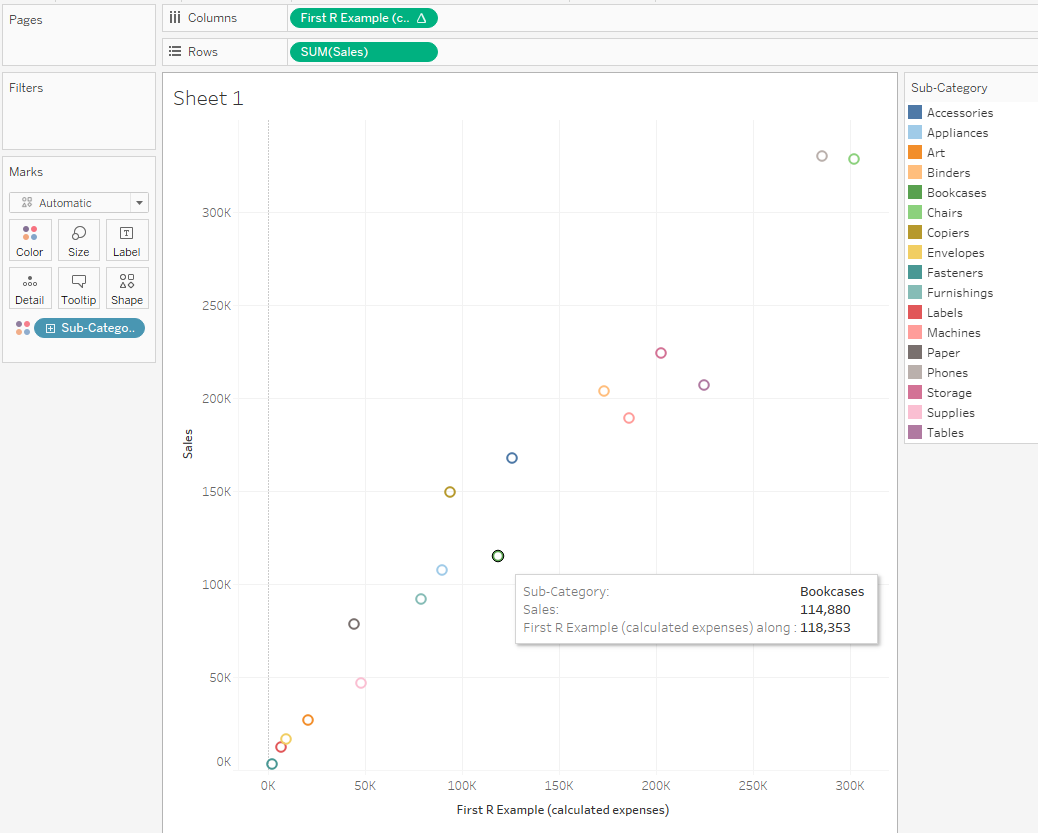 Pages
Columns
First R Example (c.. Δ
Rows
SUM(Sales)
Filters
Marks
Automatic
Color Size Label
Detail Tooltip Shape
Sub-Catego..
Sheet 1
Sales
300K
250K
200K
150K
100K
50K
0K
0K 50K 100K 150K 200K 250K 300K
First R Example (calculated expenses)
Sub-Category: Bookcases
Sales: 114,880
First R Example (calculated expenses) along : 118,353
Sub-Category
Accessories
Appliances
Art
Binders
Bookcases
Chairs
Copiers
Envelopes
Fasteners
Furnishings
Labels
Machines
Paper
Phones
Storage
Supplies
Tables